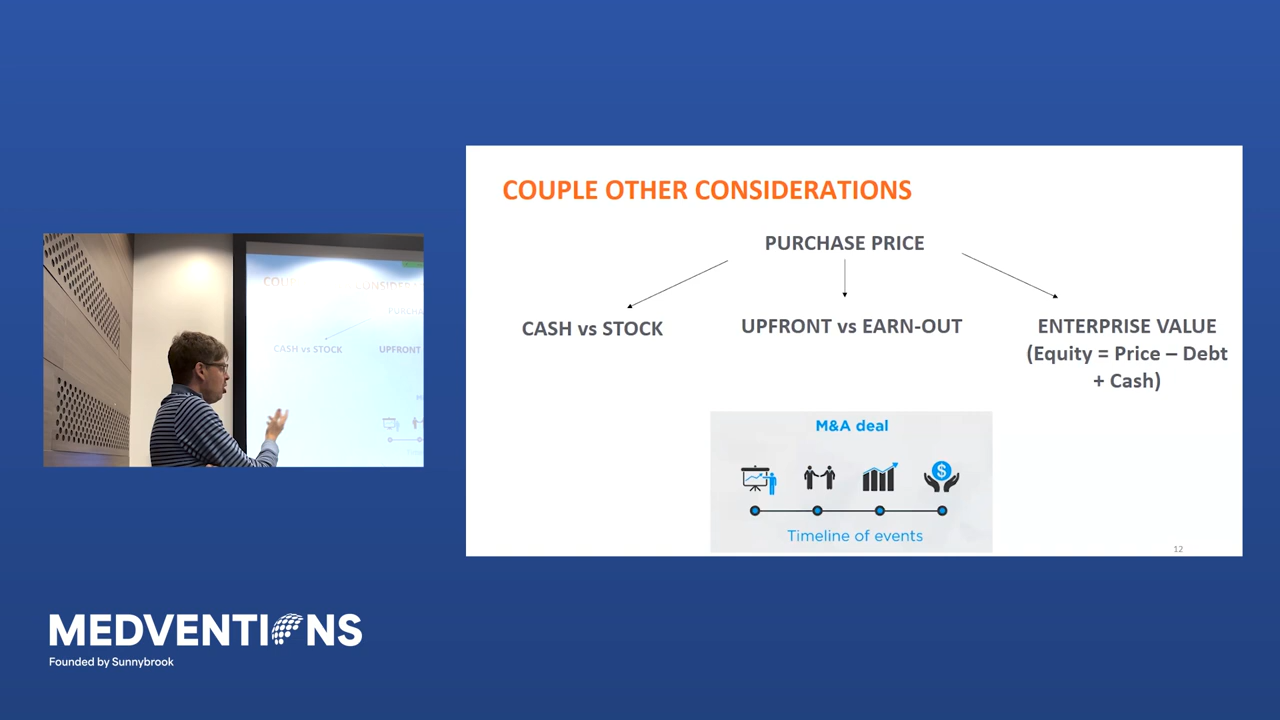 COUPLE OTHER CONSIDERATIONS
PURCHASE PRICE
CASH vs STOCK
UPFRONT vs EARN-OUT
ENTERPRISE VALUE
(Equity = Price – Debt
+ Cash)
M&A deal
$
Timeline of events
12
CASH vs STOCK
UPFRONT
MEDVENTIONS
Founded by Sunnybrook